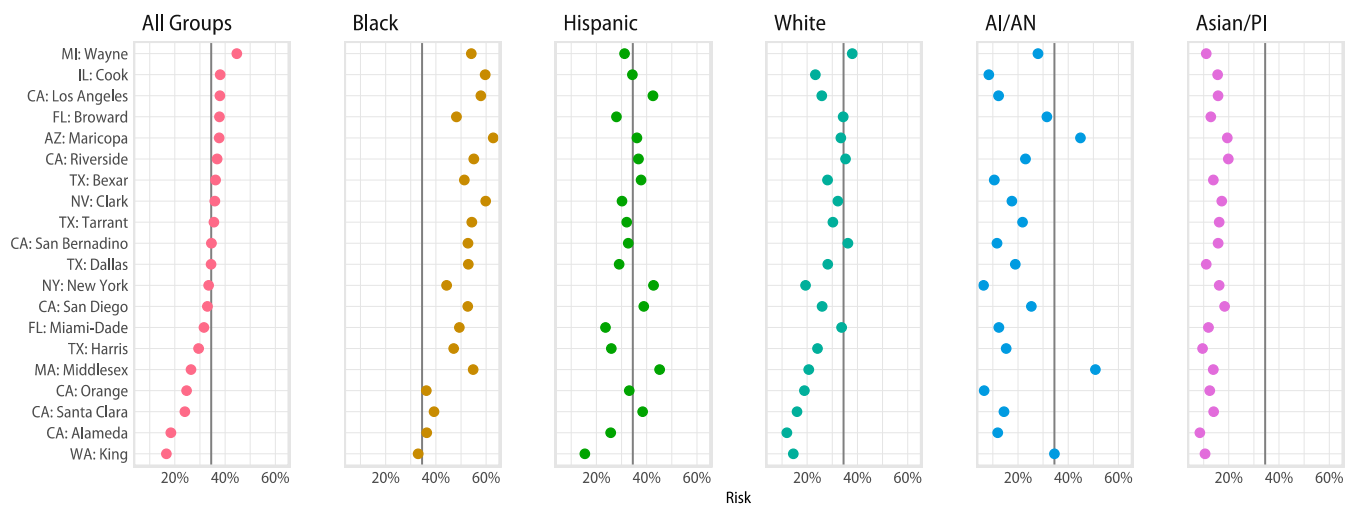 All Groups Black Hispanic White AI/AN Asian/PI
MI: Wayne
IL: Cook
CA: Los Angeles
FL: Broward
AZ: Maricopa
CA: Riverside
TX: Bexar
NV: Clark
TX: Tarrant
CA: San Bernadino
TX: Dallas
NY: New York
CA: San Diego
FL: Miami-Dade
TX: Harris
MA: Middlesex
CA: Orange
CA: Santa Clara
CA: Alameda
WA: King
20% 40% 60% 20% 40% 60% 20% 40% 60% 20% 40% 60% 20% 40% 60% 20% 40% 60%
Risk